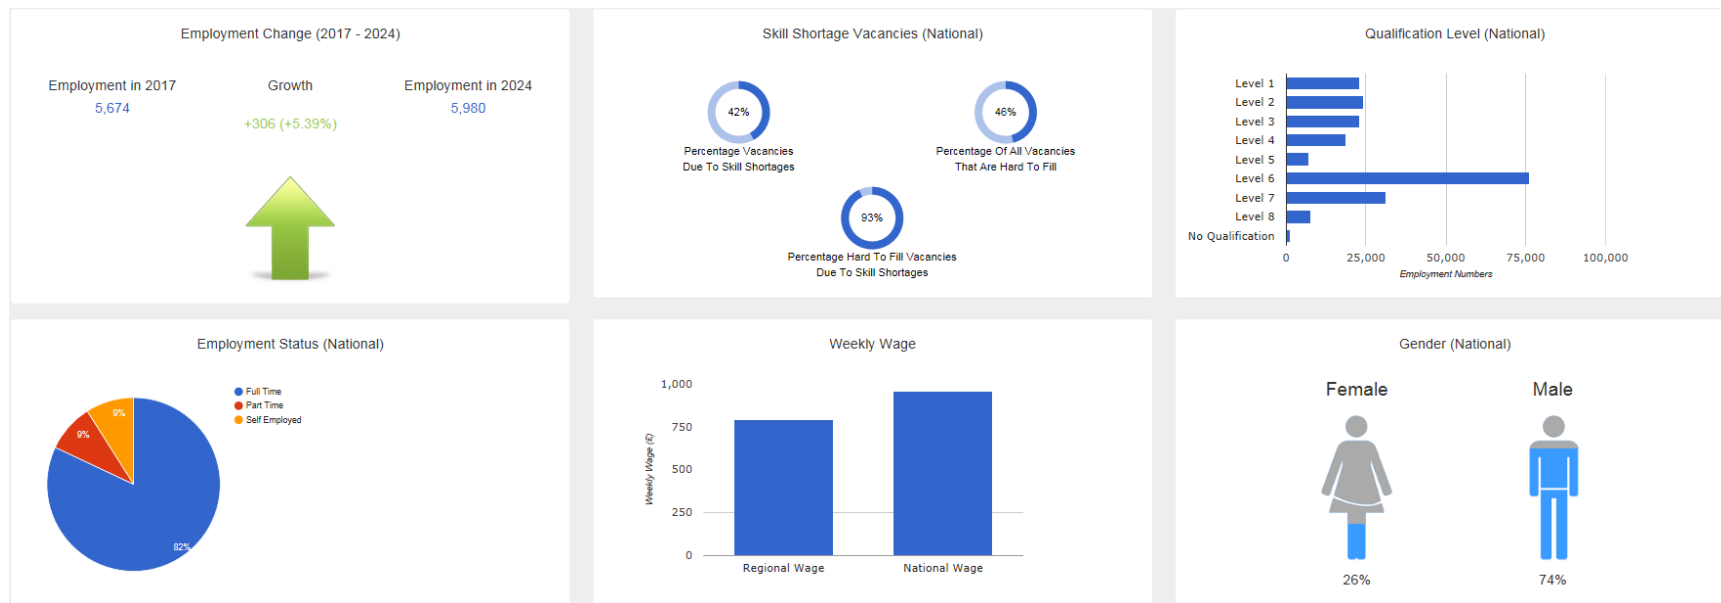 Employment Change (2017 - 2024)
Employment in 2017
Growth
Employment in 2024
5,674
+306 (+5.39%)
5,980
Skill Shortage Vacancies (National)
42%
Percentage Vacancies
Due To Skill Shortages
46%
Percentage Of All Vacancies
That Are Hard To Fill
93%
Percentage Hard To Fill Vacancies
Due To Skill Shortages
Qualification Level (National)
Level 1
Level 2
Level 3
Level 4
Level 5
Level 6
Level 7
Level 8
No Qualification
0 25,000 50,000 75,000 100,000
Employment Numbers
Employment Status (National)
Full Time
Part Time
Self Employed
9%
9%
82%
Weekly Wage
1,000
750
500
250
0
Weekly Wage (£)
Regional Wage
National Wage
Gender (National)
Female
Male
26%
74%